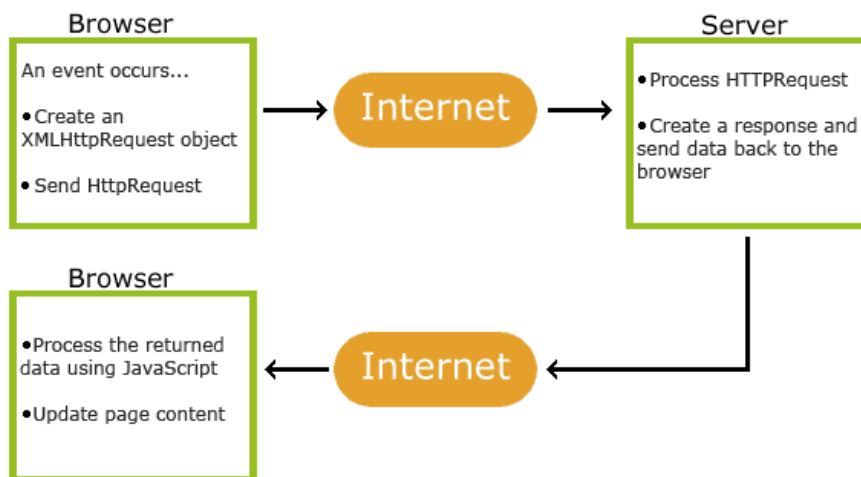 Browser
An event occurs...
•Create an
XMLHttpRequest object
•Send HttpRequest
Internet
Server
•Process HTTPRequest
•Create a response and
send data back to the
browser
Browser
•Process the returned
data using JavaScript
•Update page content
Internet